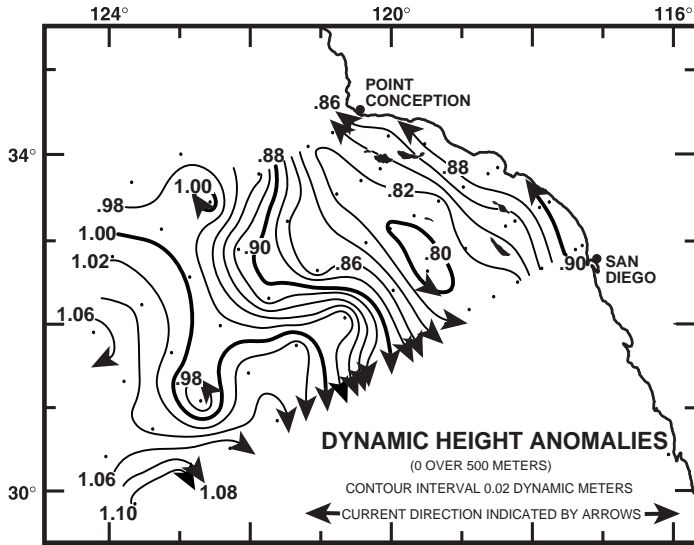 124°
120°
116°
POINT
CONCEPTION
.86
34°
.88
.88
1.00
.82
.98
1.00
.90
.80
1.02
.86
.90
SAN
DIEGO
1.06
.98
DYNAMIC HEIGHT ANOMALIES
(0 OVER 500 METERS)
CONTOUR INTERVAL 0.02 DYNAMIC METERS
CURRENT DIRECTION INDICATED BY ARROWS
1.06
1.08
30°
1.10